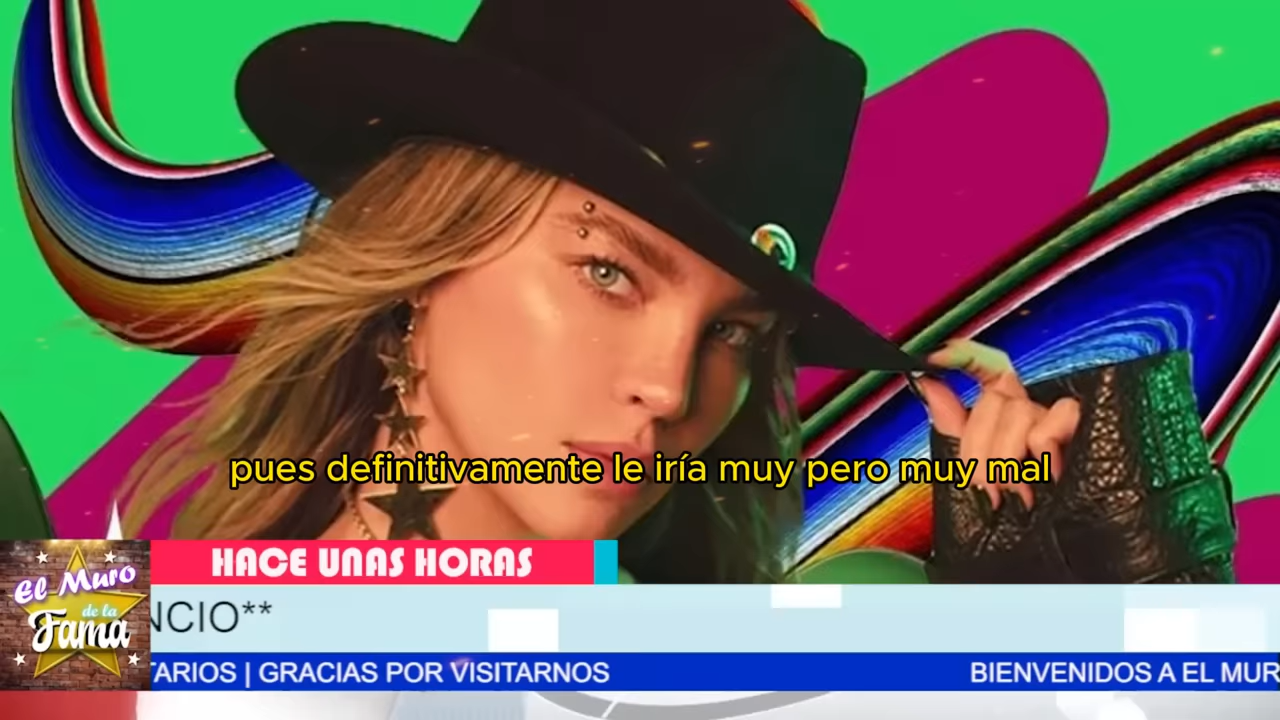 pues definitivamente le iría muy pero muy mal
HACE UNAS HORAS
El Muro
de la
Fama
NCIO**
TARIOS | GRACIAS POR VISITARNOS
BIENVENIDOS A EL MUR